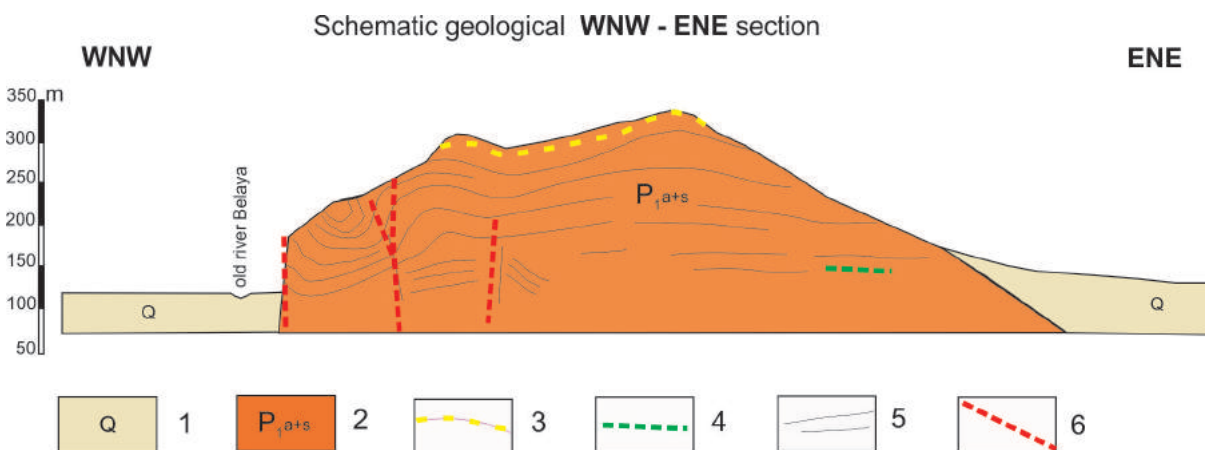 Schematic geological WNW - ENE section
WNW
ENE
350 m
300
250
200
150
100
50
old river Belaya
P₁a+s
Q
Q
Q 1
P₁a+s 2
3
4
5
6